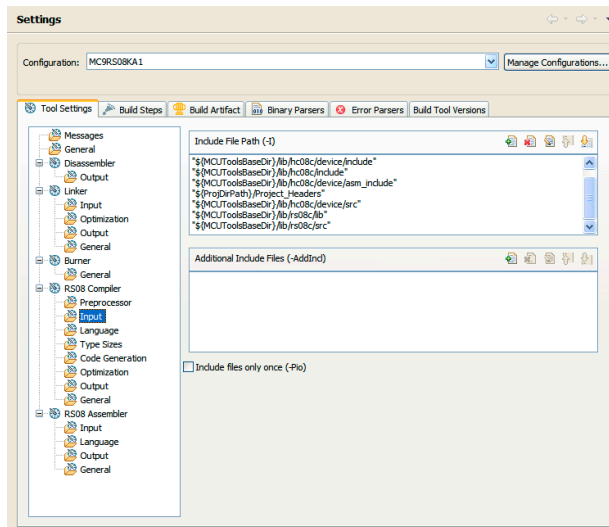 Settings
Configuration: MC9RS08KA1 Manage Configurations...
Tool Settings Build Steps Build Artifact Binary Parsers Error Parsers Build Tool Versions
Messages
General
Disassembler
Output
Linker
Input
Optimization
Output
General
Burner
General
RS08 Compiler
Preprocessor
Input
Language
Type Sizes
Code Generation
Optimization
Output
General
RS08 Assembler
Input
Language
Output
General
Include File Path (-I)
"${MCUToolsBaseDir}/lib/hc08c/device/include"
"${MCUToolsBaseDir}/lib/hc08c/include"
"${MCUToolsBaseDir}/lib/hc08c/device/asm_include"
"${ProjDirPath}/Project_Headers"
"${MCUToolsBaseDir}/lib/hc08c/device/src"
"${MCUToolsBaseDir}/lib/rs08c/lib"
"${MCUToolsBaseDir}/lib/rs08c/src"
Additional Include Files (-AddIncl)
Include files only once (-Pio)